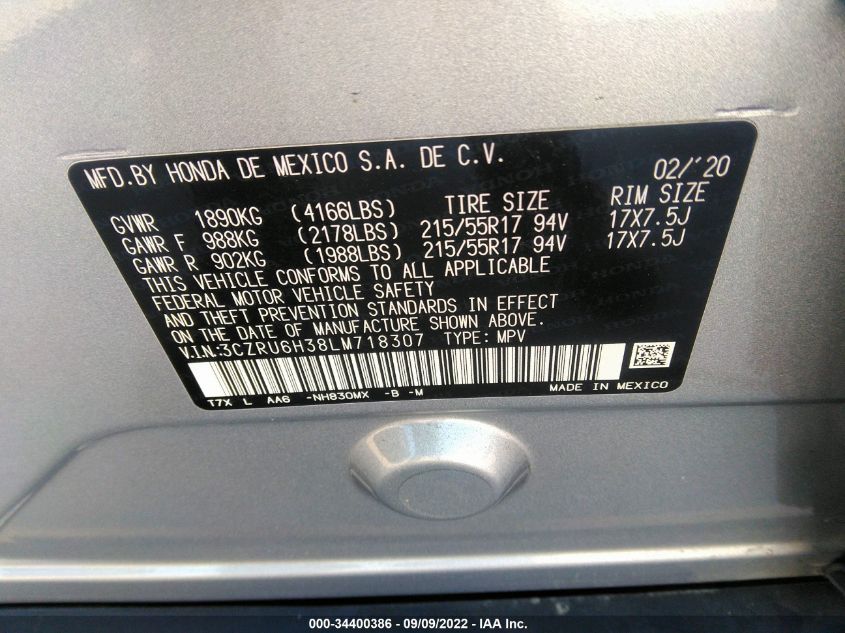 MFD.BY HONDA DE MEXICO S.A. DE C.V. 02/'20
GVWR 1890KG (4166LBS) TIRE SIZE RIM SIZE
GAWR F 988KG (2178LBS) 215/55R17 94V 17X7.5J
GAWR R 902KG (1988LBS) 215/55R17 94V 17X7.5J
THIS VEHICLE CONFORMS TO ALL APPLICABLE
FEDERAL MOTOR VEHICLE SAFETY
AND THEFT PREVENTION STANDARDS IN EFFECT
ON THE DATE OF MANUFACTURE SHOWN ABOVE.
V.I.N:3CZRU6H38LM718307 TYPE: MPV
T7X L AA6 -NH830MX -B -M MADE IN MEXICO
000-34400386 - 09/09/2022 - IAA Inc.